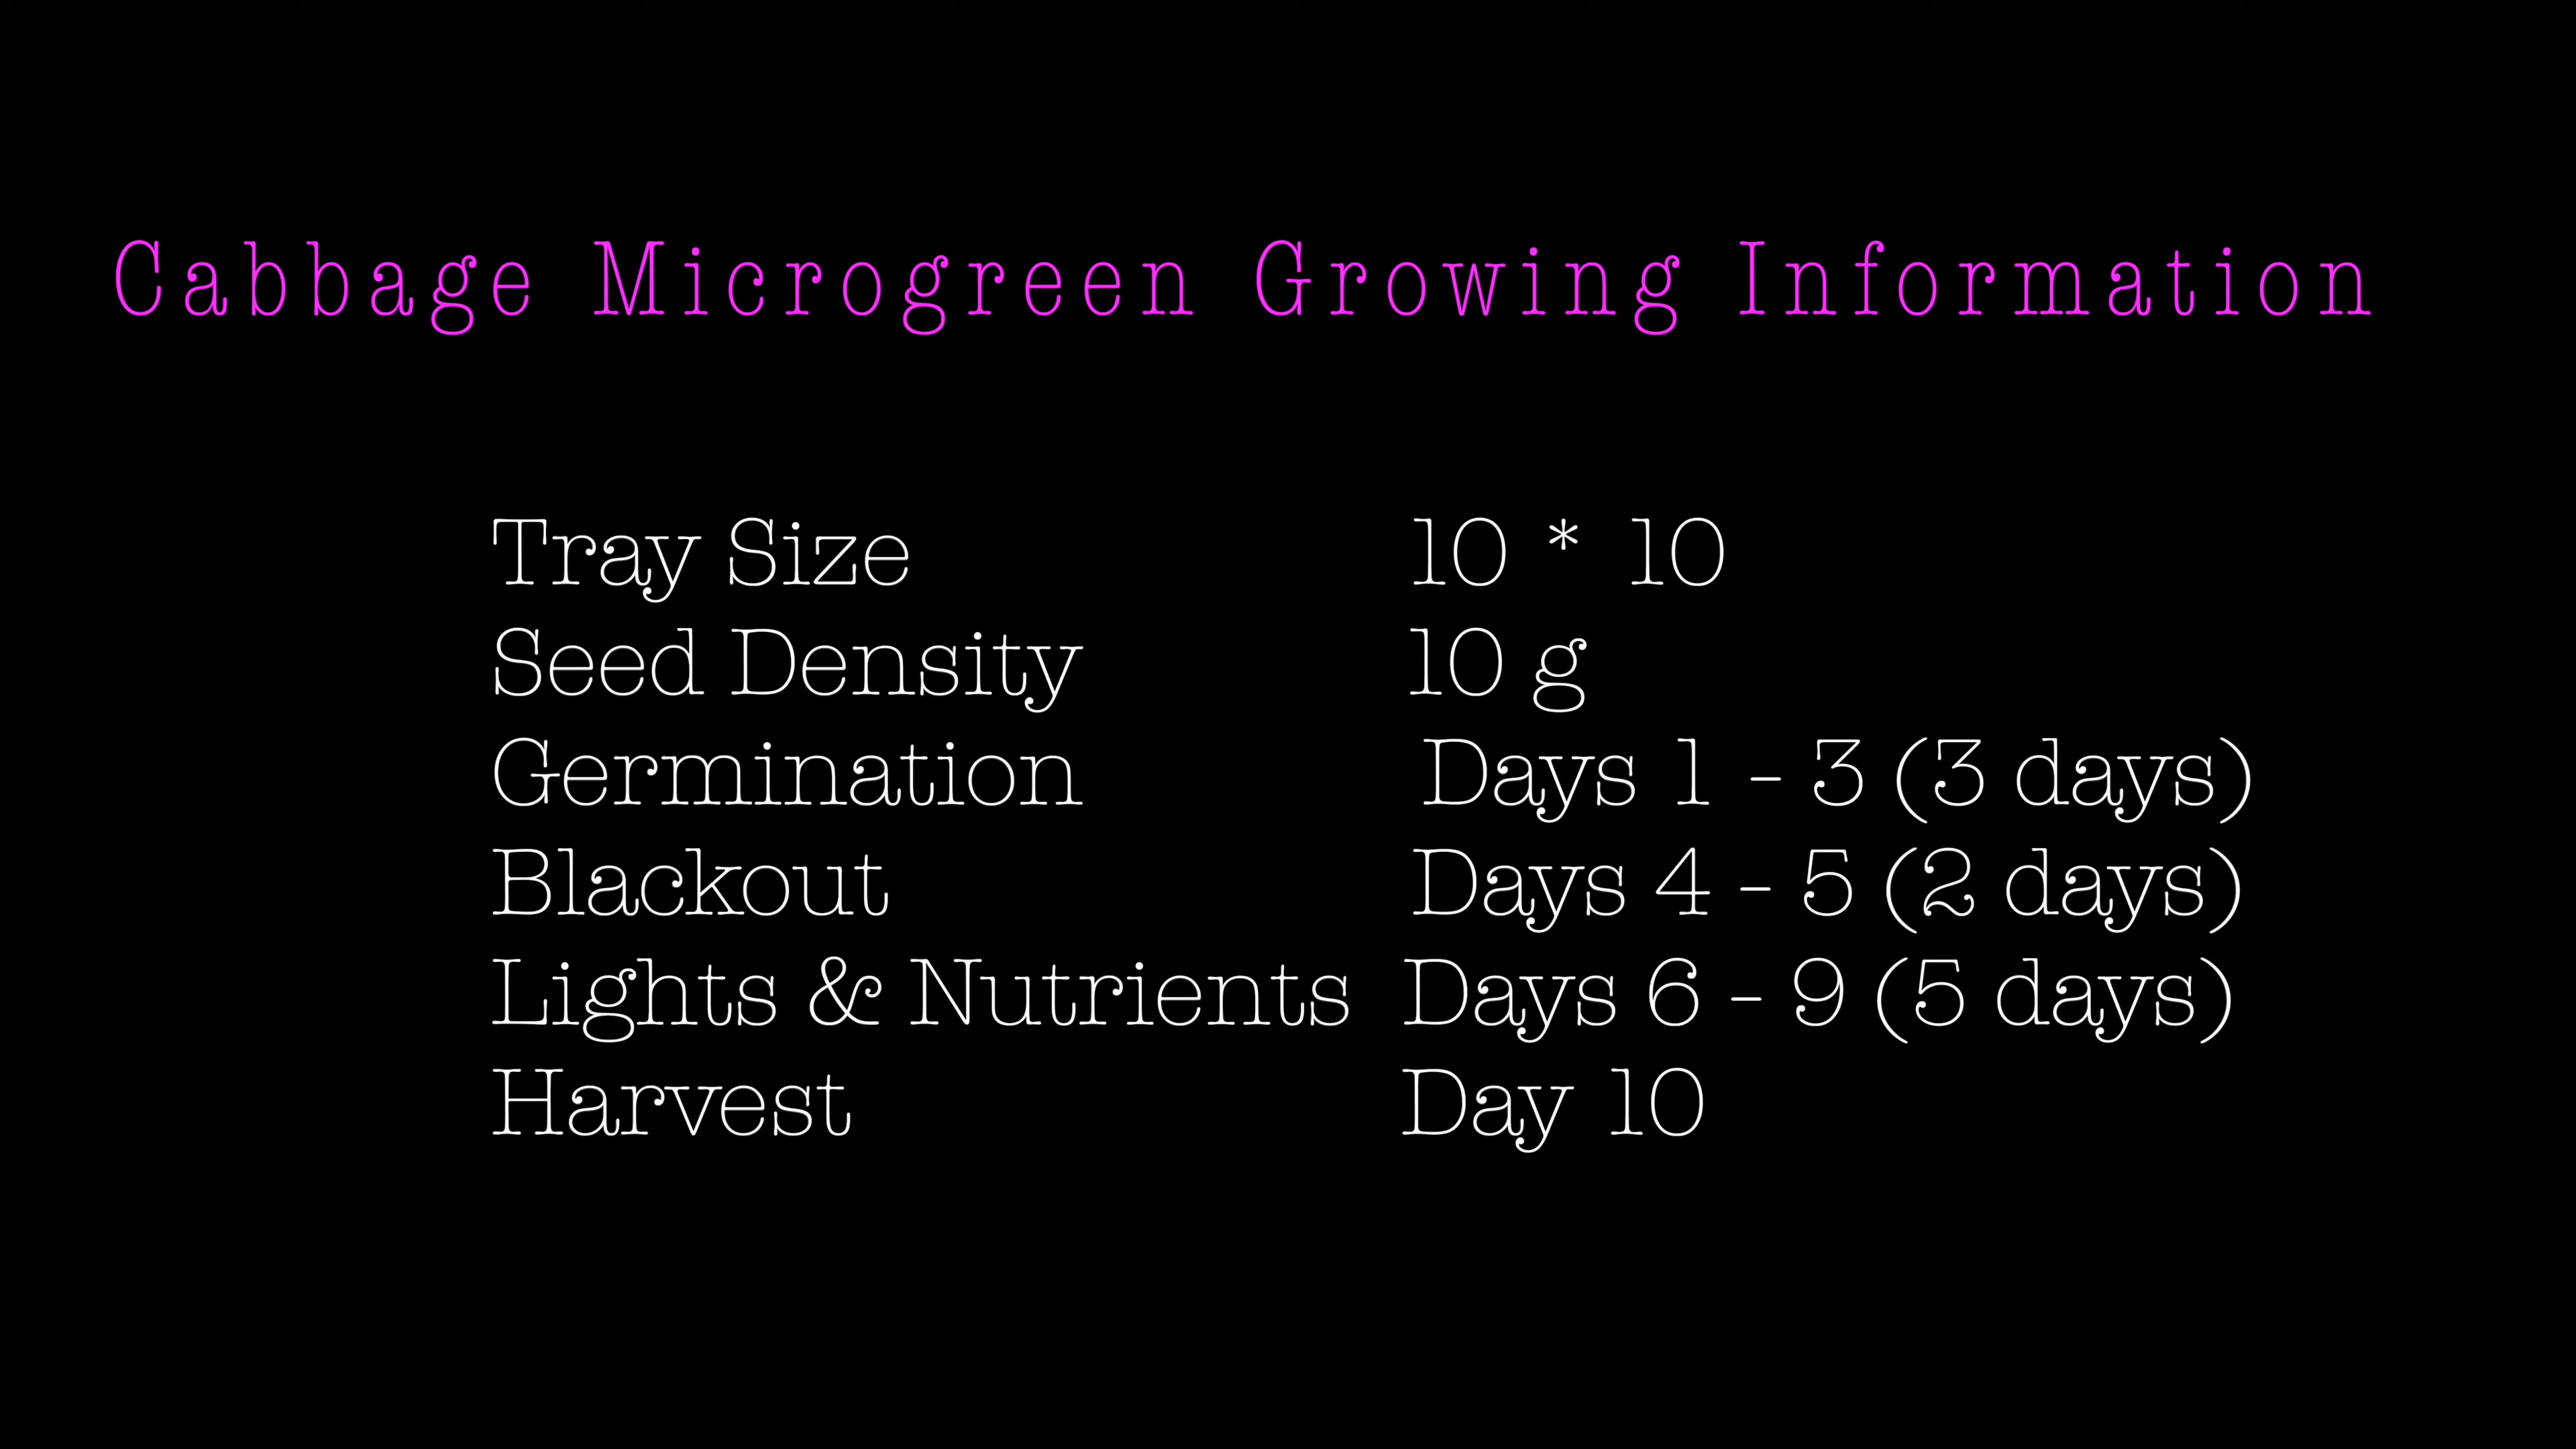 Cabbage Microgreen Growing Information
Tray Size 10 * 10
Seed Density 10 g
Germination Days 1 - 3 (3 days)
Blackout Days 4 - 5 (2 days)
Lights & Nutrients Days 6 - 9 (5 days)
Harvest Day 10